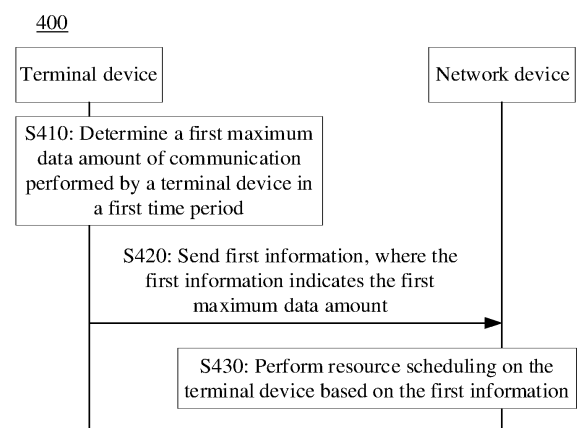 400
Terminal device
Network device
S410: Determine a first maximum
data amount of communication
performed by a terminal device in
a first time period
S420: Send first information, where the
first information indicates the first
maximum data amount
S430: Perform resource scheduling on the
terminal device based on the first information